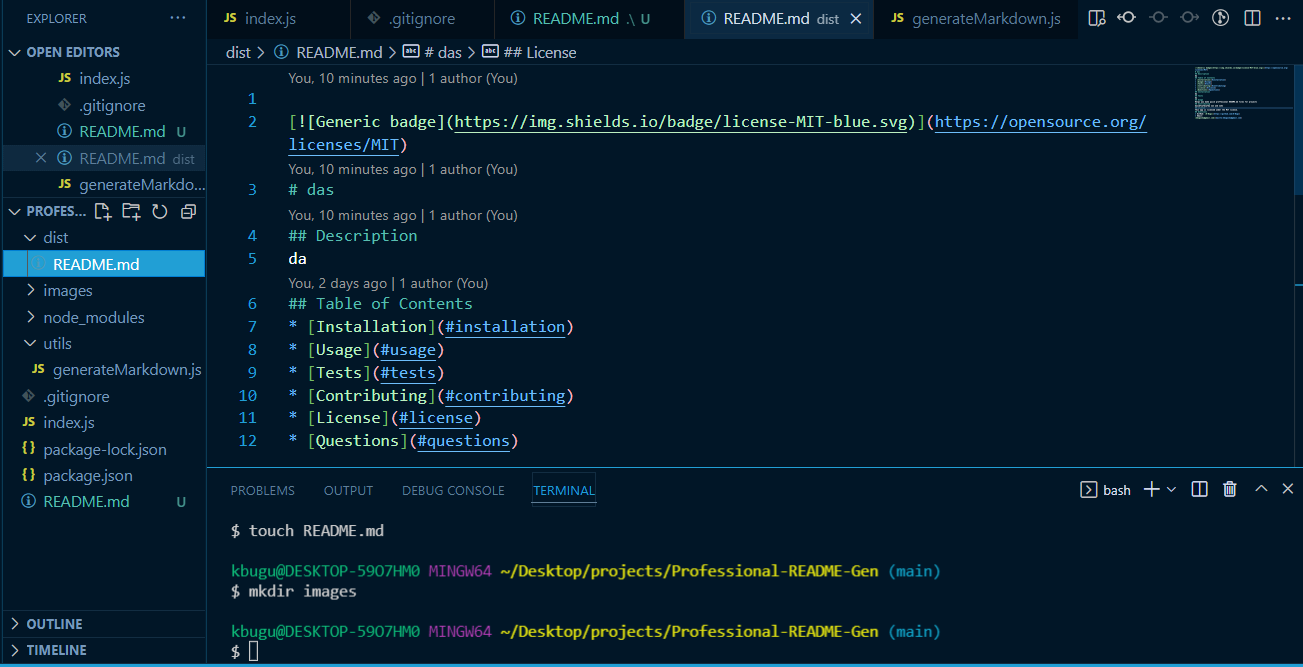 EXPLORER
index.js
.gitignore
README.md .\ U
README.md dist
JS generateMarkdown.js
OPEN EDITORS
JS index.js
.gitignore
README.md U
README.md dist
JS generateMarkdo...
PROFES...
dist
README.md
images
node_modules
utils
JS generateMarkdown.js
.gitignore
JS index.js
{} package-lock.json
{} package.json
README.md U
OUTLINE
TIMELINE
dist > README.md > abc # das > abc ## License
You, 10 minutes ago | 1 author (You)
1
2 [![Generic badge](https://img.shields.io/badge/license-MIT-blue.svg)](https://opensource.org/
licenses/MIT)
You, 10 minutes ago | 1 author (You)
3 # das
You, 10 minutes ago | 1 author (You)
4 ## Description
5 da
You, 2 days ago | 1 author (You)
6 ## Table of Contents
7 * [Installation](#installation)
8 * [Usage](#usage)
9 * [Tests](#tests)
10 * [Contributing](#contributing)
11 * [License](#license)
12 * [Questions](#questions)
PROBLEMS OUTPUT DEBUG CONSOLE TERMINAL
bash
$ touch README.md
kbugu@DESKTOP-59O7HM0 MINGW64 ~/Desktop/projects/Professional-README-Gen (main)
$ mkdir images
kbugu@DESKTOP-59O7HM0 MINGW64 ~/Desktop/projects/Professional-README-Gen (main)
$